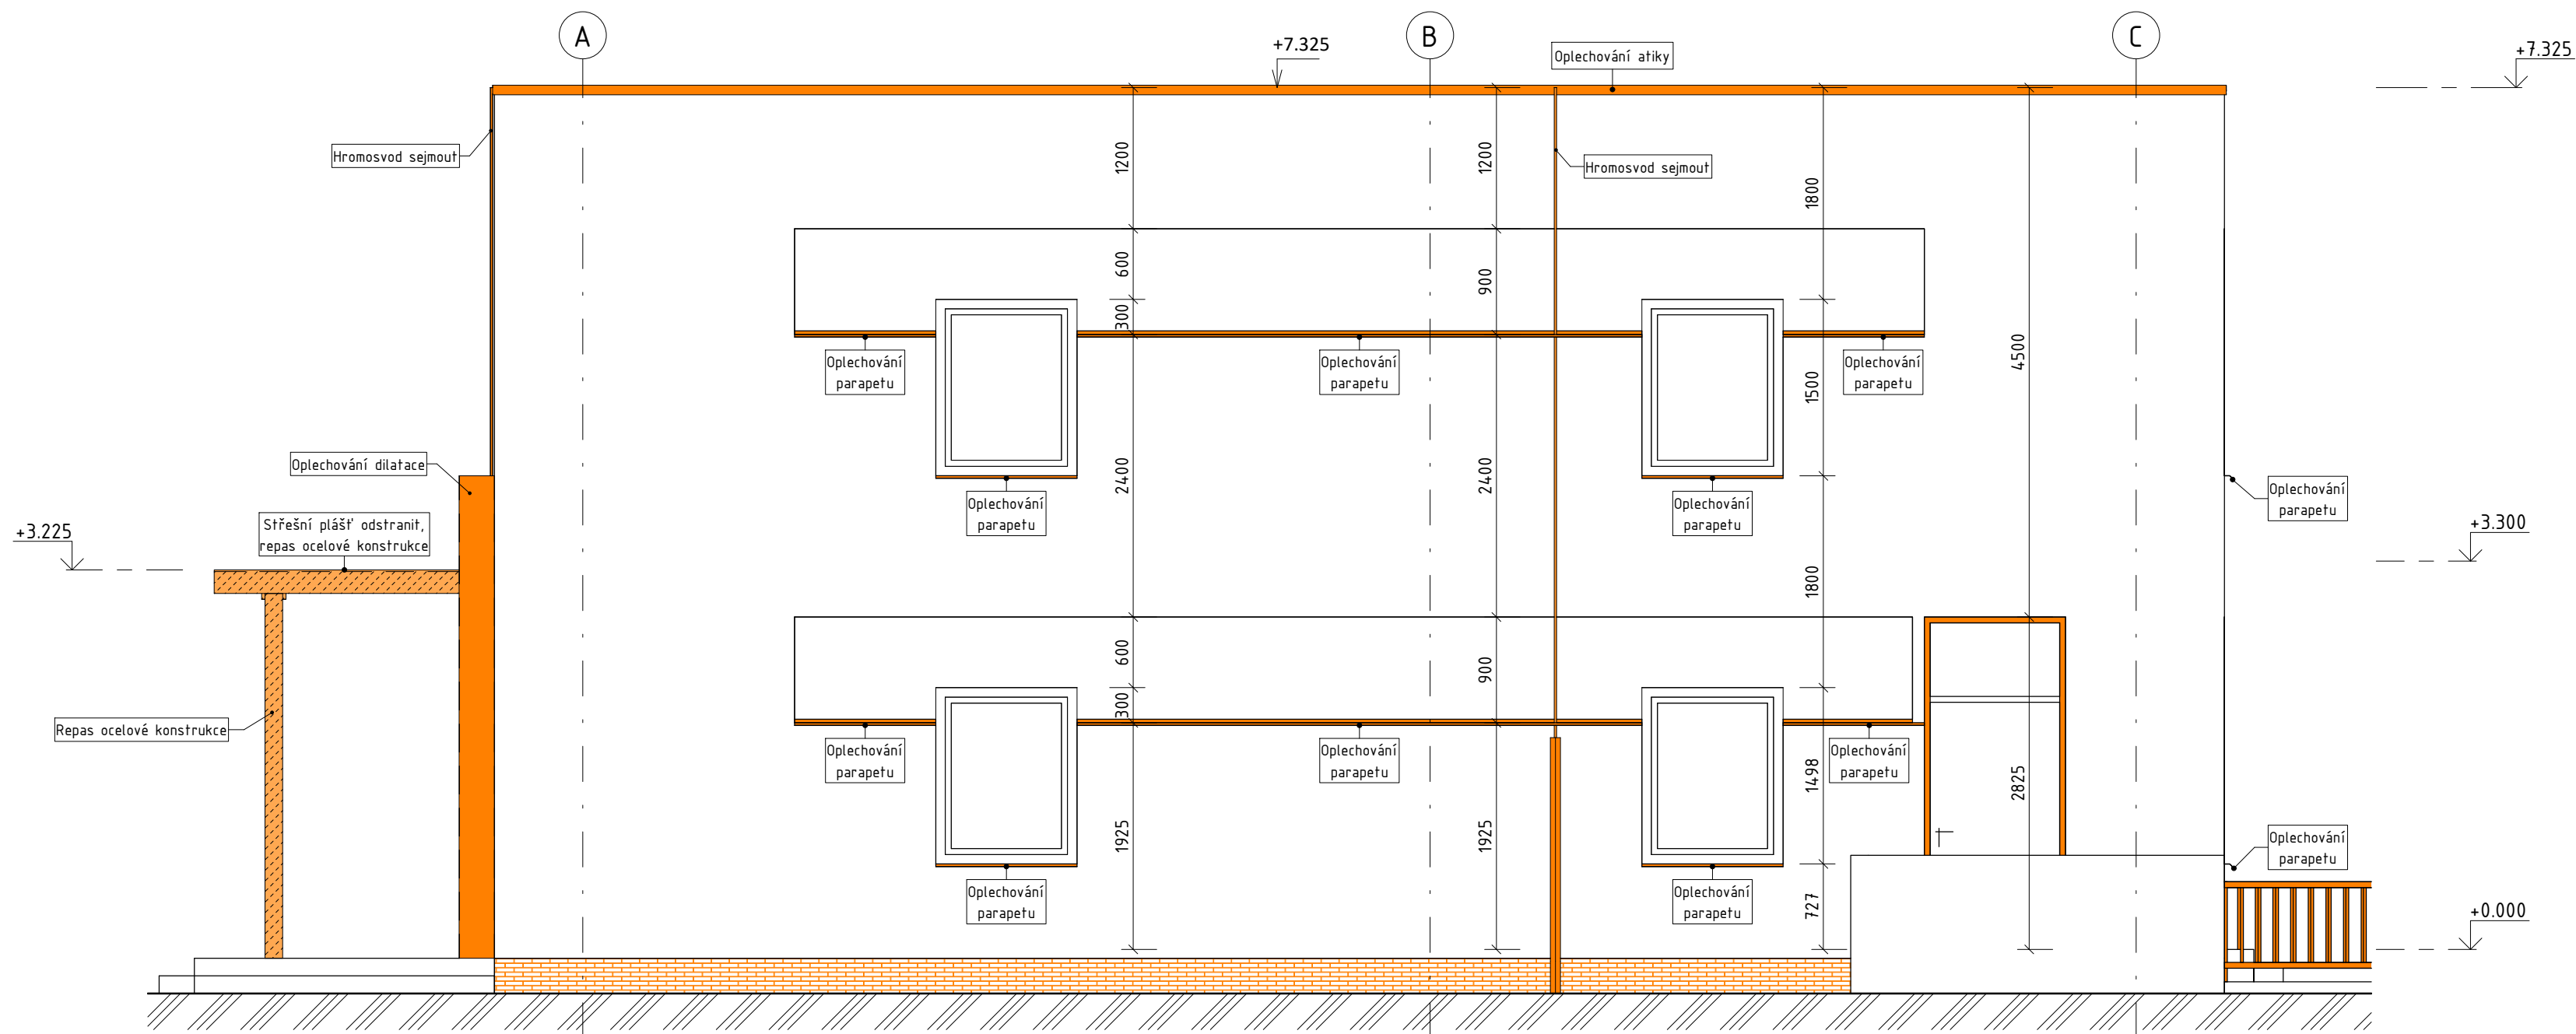 A
B
C
+7.325
Oplechování atiky
+7.325
Hromosvod sejmout
1200
1200
Hromosvod sejmout
1800
600
900
300
4500
Oplechování
parapetu
Oplechování
parapetu
Oplechování
parapetu
1500
Oplechování dilatace
2400
2400
Oplechování
parapetu
Oplechování
parapetu
Oplechování
parapetu
+3.225
Střešní plášť odstranit,
repas ocelové konstrukce
+3.300
1800
600
900
300
Repas ocelové konstrukce
Oplechování
parapetu
Oplechování
parapetu
Oplechování
parapetu
1498
2825
1925
1925
Oplechování
parapetu
Oplechování
parapetu
Oplechování
parapetu
727
+0.000